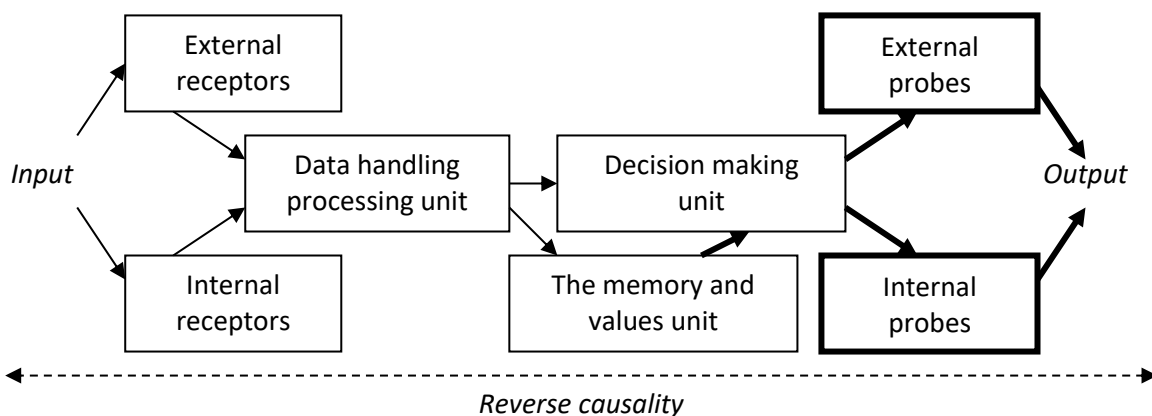 External
receptors
External
probes
Input
Data handling
processing unit
Decision making
unit
Output
Internal
receptors
The memory and
values unit
Internal
probes
Reverse causality